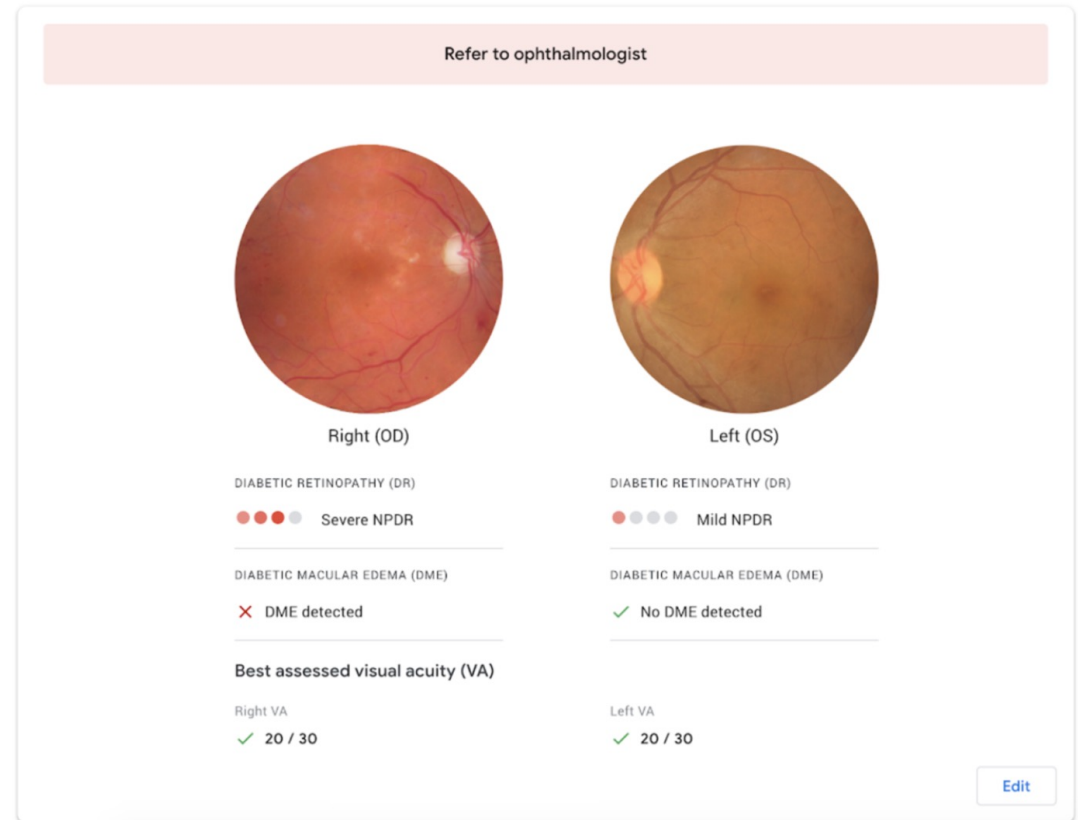 Refer to ophthalmologist
Right (OD)
Left (OS)
DIABETIC RETINOPATHY (DR)
DIABETIC RETINOPATHY (DR)
Severe NPDR
Mild NPDR
DIABETIC MACULAR EDEMA (DME)
DIABETIC MACULAR EDEMA (DME)
DME detected
No DME detected
Best assessed visual acuity (VA)
Right VA
Left VA
20 / 30
20 / 30
Edit